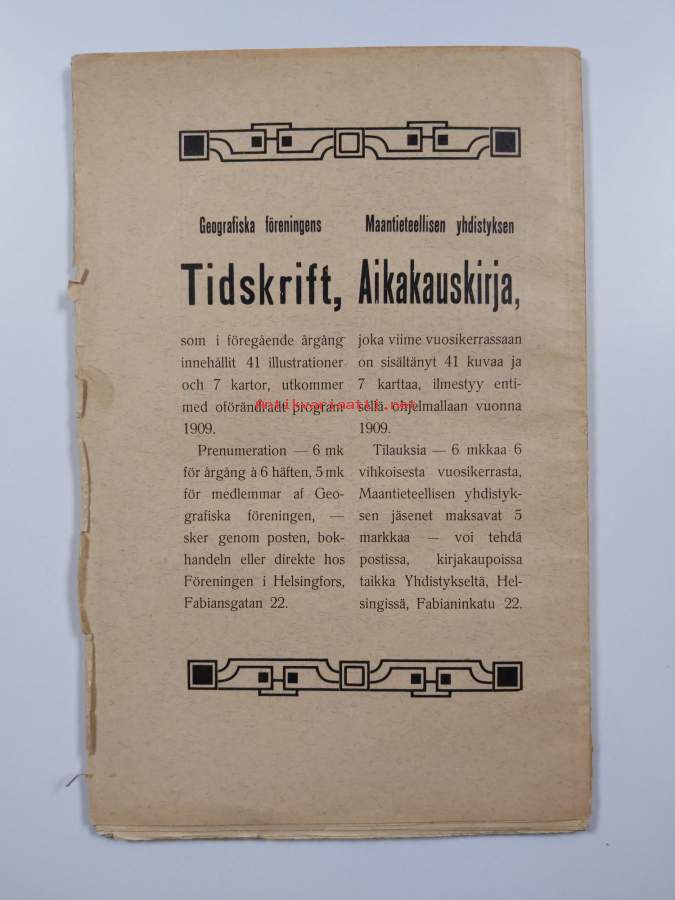 Geografiska föreningens
Tidskrift,
som i föregående årgång
innehållit 41 illustrationer
och 7 kartor, utkommer
med oförändradt program
1909.
Prenumeration — 6 mk
för årgång à 6 häften, 5 mk
för medlemmar af Geo-
grafiska föreningen, —
sker genom posten, bok-
handeln eller direkte hos
Föreningen i Helsingfors,
Fabiansgatan 22.
Maantieteellisen yhdistyksen
Aikakauskirja,
joka viime vuosikerrassaan
on sisältänyt 41 kuvaa ja
7 karttaa, ilmestyy enti-
sellä ohjelmallaan vuonna
1909.
Tilauksia — 6 mkkaa 6
vihkoisesta vuosikerrasta,
Maantieteellisen yhdistyk-
sen jäsenet maksavat 5
markkaa — voi tehdä
postissa, kirjakaupoissa
taikka Yhdistykseltä, Hel-
singissä, Fabianinkatu 22.
Antikvariaatti.net